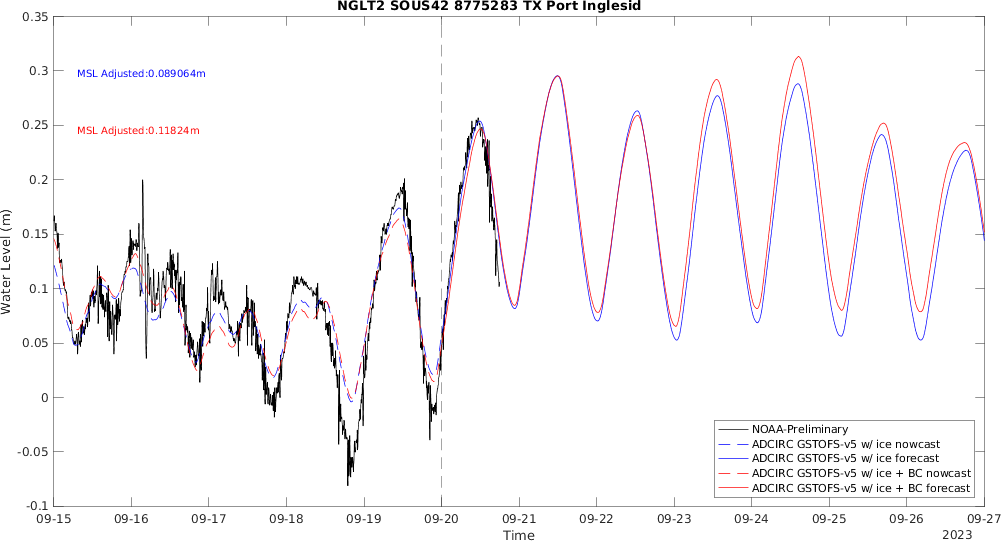 NGLT2 SOUS42 8775283 TX Port Inglesid
0.35
0.3
0.25
0.2
0.15
0.1
0.05
0
-0.05
-0.1
Water Level (m)
MSL Adjusted:0.089064m
MSL Adjusted:0.11824m
NOAA-Preliminary
ADCIRC GSTOFS-v5 w/ ice nowcast
ADCIRC GSTOFS-v5 w/ ice forecast
ADCIRC GSTOFS-v5 w/ ice + BC nowcast
ADCIRC GSTOFS-v5 w/ ice + BC forecast
09-15 09-16 09-17 09-18 09-19 09-20 09-21 09-22 09-23 09-24 09-25 09-26 09-27
Time
2023